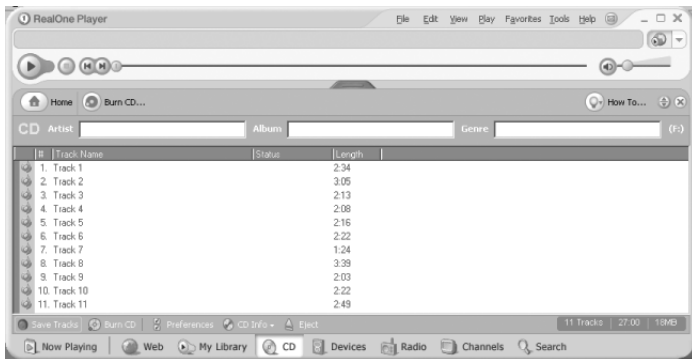 RealOne Player File Edit View Play Favorites Tools Help
Home Burn CD... How To...
CD Artist Album Genre (F:)
# Track Name Status Length
1. Track 1 2:34
2. Track 2 3:05
3. Track 3 2:13
4. Track 4 2:08
5. Track 5 2:16
6. Track 6 2:22
7. Track 7 1:24
8. Track 8 3:39
9. Track 9 2:03
10. Track 10 2:22
11. Track 11 2:49
Save Tracks Burn CD Preferences CD Info Eject 11 Tracks 27:00 18MB
Now Playing Web My Library CD Devices Radio Channels Search